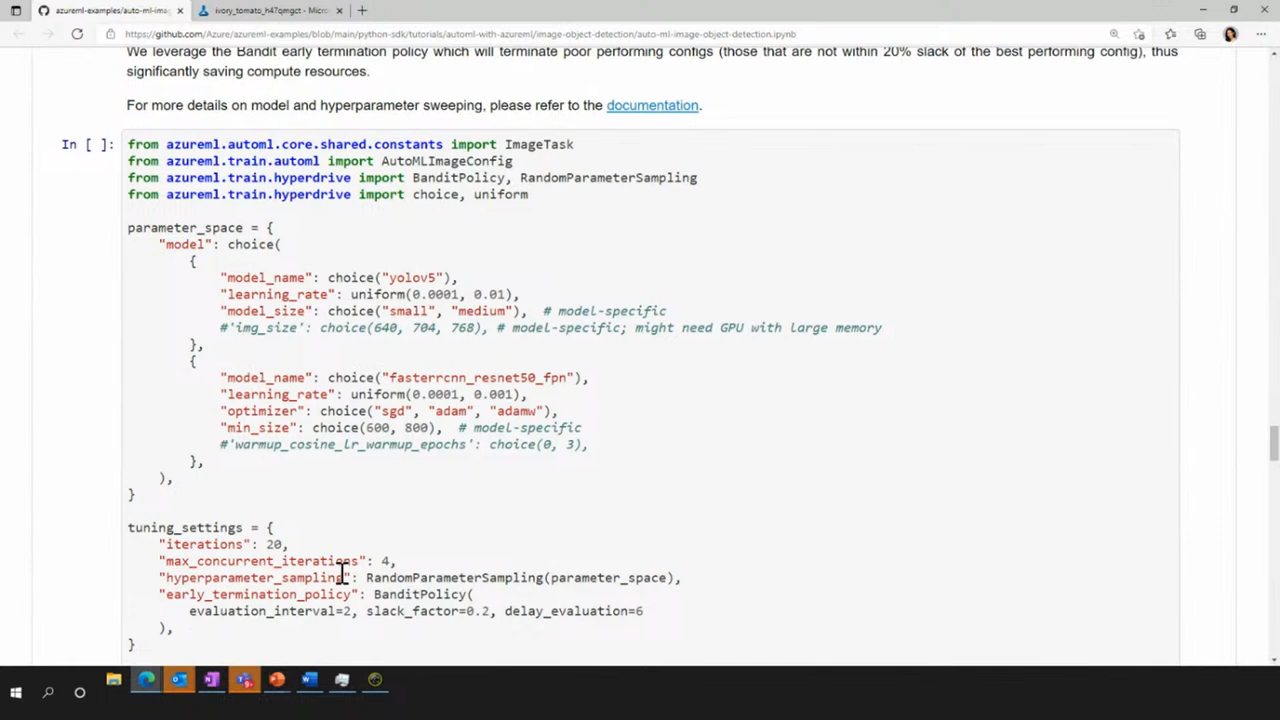 azureml-examples/auto-ml-ima
ivory_tomato_h47qmgct - Micro
https://github.com/Azure/azureml-examples/blob/main/python-sdk/tutorials/automl-with-azureml/image-object-detection/auto-ml-image-object-detection.ipynb
We leverage the Bandit early termination policy which will terminate poor performing configs (those that are not within 20% slack of the best performing config), thus
significantly saving compute resources.
For more details on model and hyperparameter sweeping, please refer to the documentation.
In [ ]:
from azureml.automl.core.shared.constants import ImageTask
from azureml.train.automl import AutoMLImageConfig
from azureml.train.hyperdrive import BanditPolicy, RandomParameterSampling
from azureml.train.hyperdrive import choice, uniform
parameter_space = {
"model": choice(
{
"model_name": choice("yolov5"),
"learning_rate": uniform(0.0001, 0.01),
"model_size": choice("small", "medium"), # model-specific
#'img_size': choice(640, 704, 768), # model-specific; might need GPU with large memory
},
{
"model_name": choice("fasterrcnn_resnet50_fpn"),
"learning_rate": uniform(0.0001, 0.001),
"optimizer": choice("sgd", "adam", "adamw"),
"min_size": choice(600, 800), # model-specific
#'warmup_cosine_lr_warmup_epochs': choice(0, 3),
},
),
}
tuning_settings = {
"iterations": 20,
"max_concurrent_iterations": 4,
"hyperparameter_sampling": RandomParameterSampling(parameter_space),
"early_termination_policy": BanditPolicy(
evaluation_interval=2, slack_factor=0.2, delay_evaluation=6
),
}